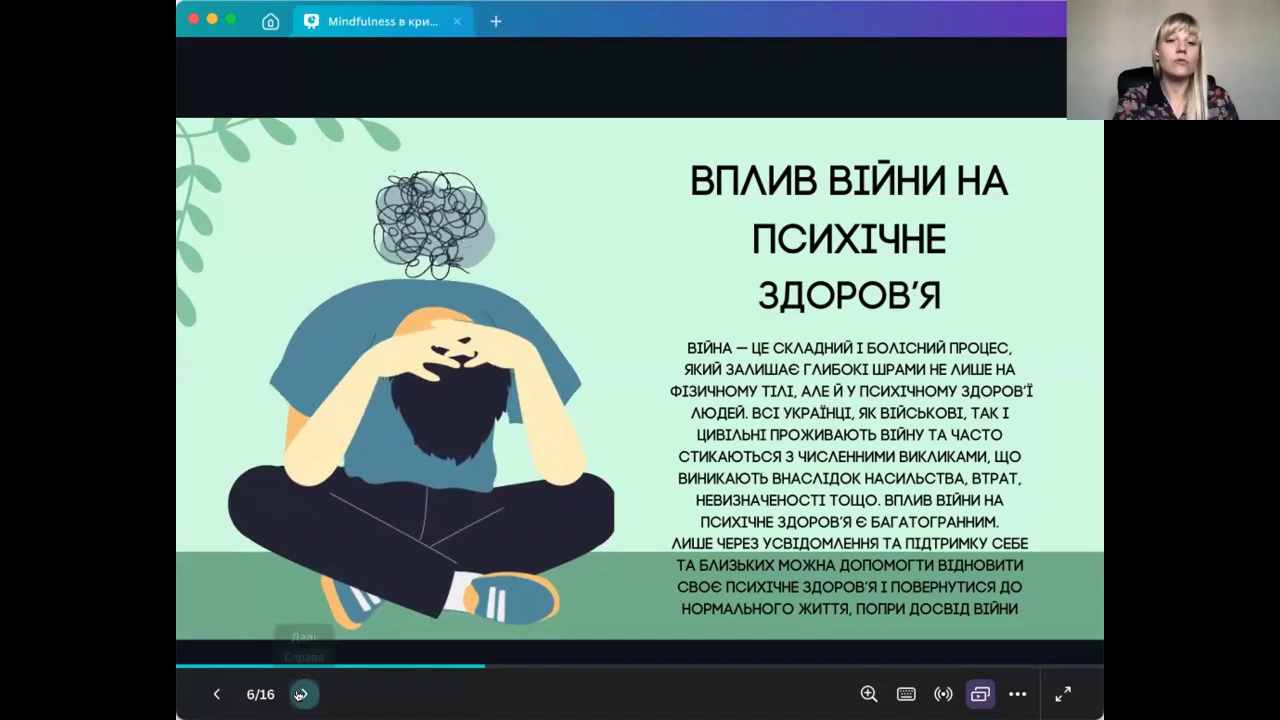 Mindfulness в кри...
ВПЛИВ ВІЙНИ НА
ПСИХІЧНЕ
ЗДОРОВ'Я
ВІЙНА — ЦЕ СКЛАДНИЙ І БОЛІСНИЙ ПРОЦЕС,
ЯКИЙ ЗАЛИШАЄ ГЛИБОКІ ШРАМИ НЕ ЛИШЕ НА
ФІЗИЧНОМУ ТІЛІ, АЛЕ Й У ПСИХІЧНОМУ ЗДОРОВ'Ї
ЛЮДЕЙ. ВСІ УКРАЇНЦІ, ЯК ВІЙСЬКОВІ, ТАК І
ЦИВІЛЬНІ ПРОЖИВАЮТЬ ВІЙНУ ТА ЧАСТО
СТИКАЮТЬСЯ З ЧИСЛЕННИМИ ВИКЛИКАМИ, ЩО
ВИНИКАЮТЬ ВНАСЛІДОК НАСИЛЬСТВА, ВТРАТ,
НЕВИЗНАЧЕНОСТІ ТОЩО. ВПЛИВ ВІЙНИ НА
ПСИХІЧНЕ ЗДОРОВ'Я Є БАГАТОГРАННИМ.
ЛИШЕ ЧЕРЕЗ УСВІДОМЛЕННЯ ТА ПІДТРИМКУ СЕБЕ
ТА БЛИЗЬКИХ МОЖНА ДОПОМОГТИ ВІДНОВИТИ
СВОЄ ПСИХІЧНЕ ЗДОРОВ'Я І ПОВЕРНУТИСЯ ДО
НОРМАЛЬНОГО ЖИТТЯ, ПОПРИ ДОСВІД ВІЙНИ
Далі
Справа
6/16